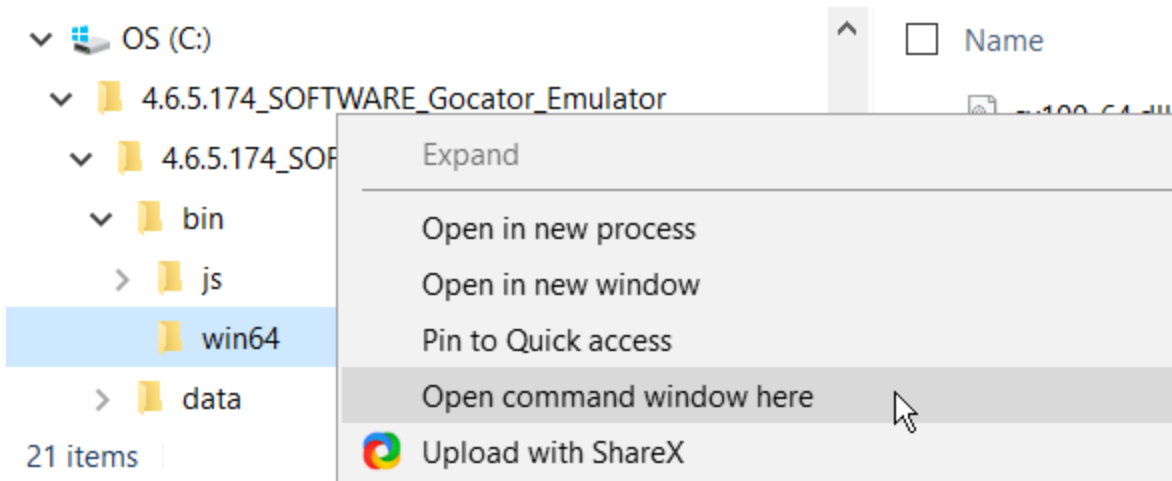 OS (C:)
Name
4.6.5.174_SOFTWARE_Gocator_Emulator
4.6.5.174_SOF
Expand
bin
Open in new process
js
Open in new window
win64
Pin to Quick access
data
Open command window here
21 items
Upload with ShareX